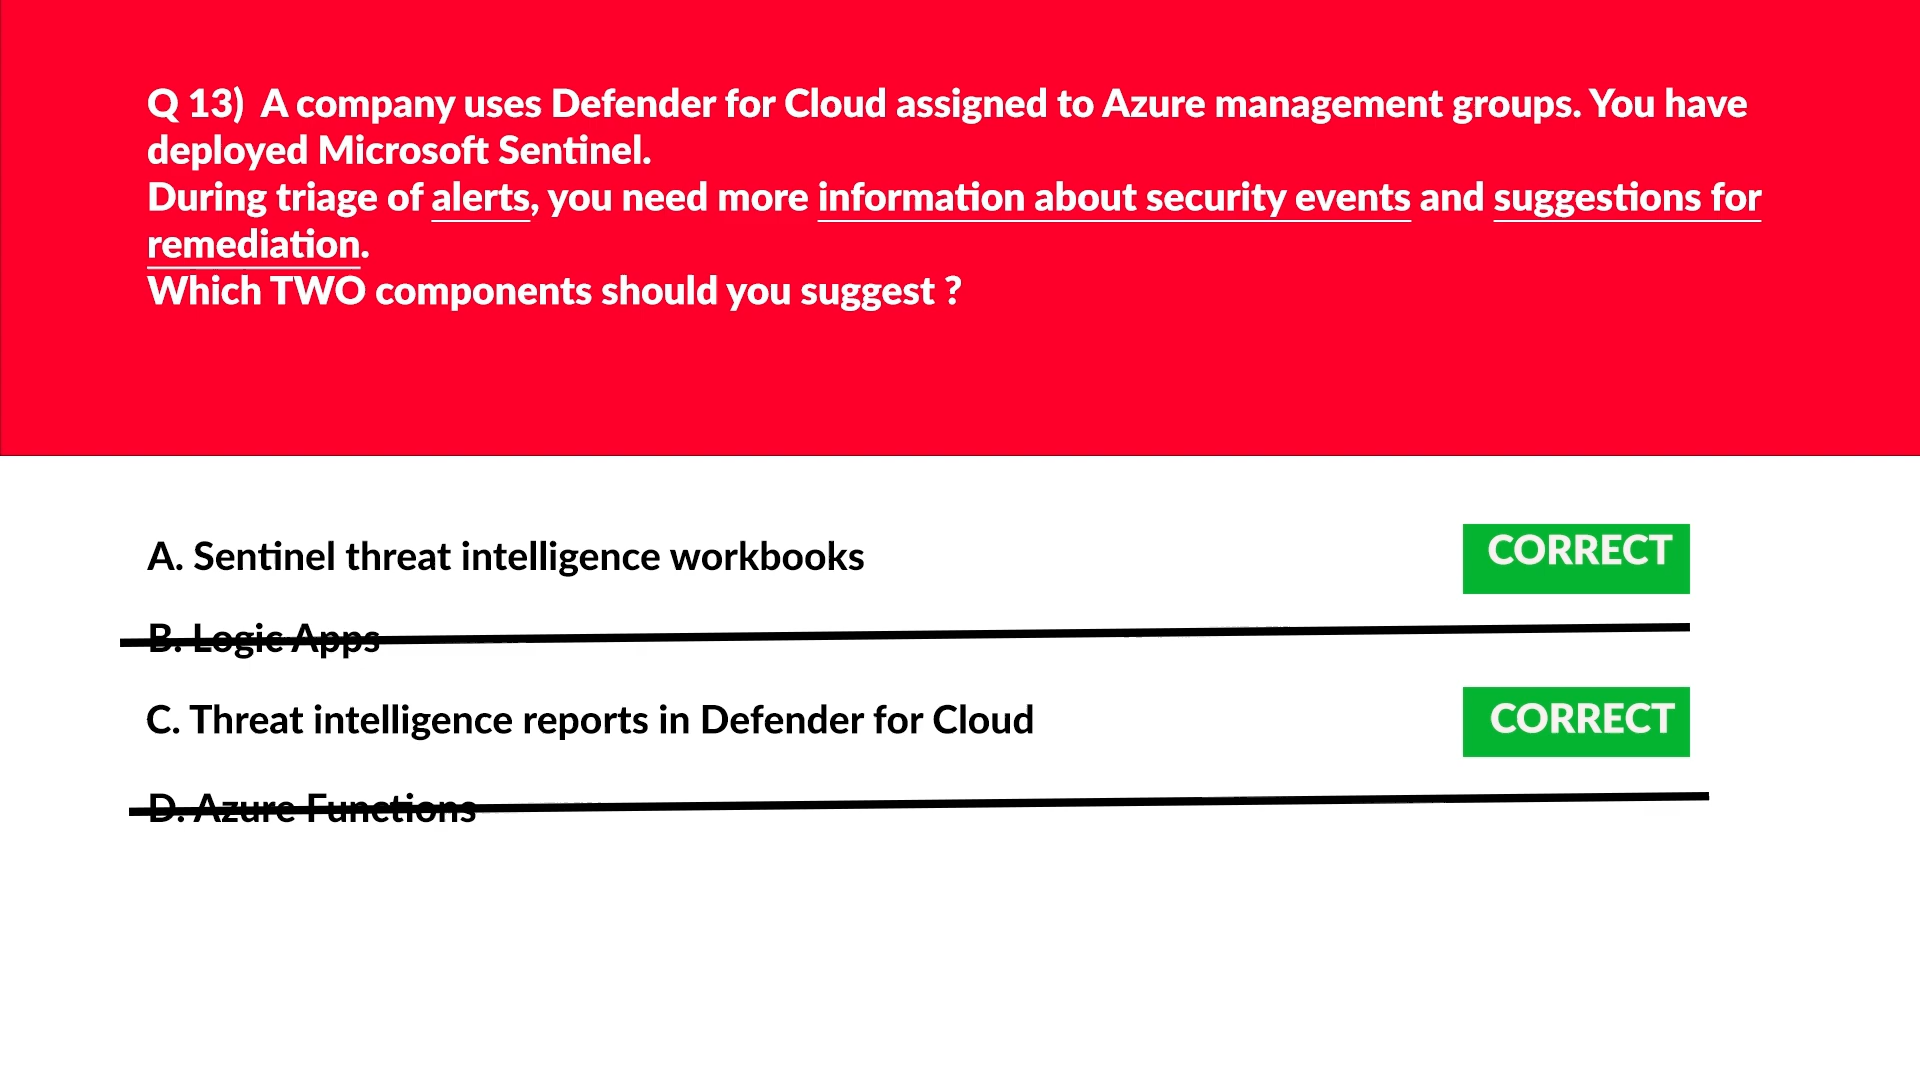 Q 13) A company uses Defender for Cloud assigned to Azure management groups. You have
deployed Microsoft Sentinel.
During triage of alerts, you need more information about security events and suggestions for
remediation.
Which TWO components should you suggest ?
A. Sentinel threat intelligence workbooks
CORRECT
B. Logic Apps
C. Threat intelligence reports in Defender for Cloud
CORRECT
D. Azure Functions